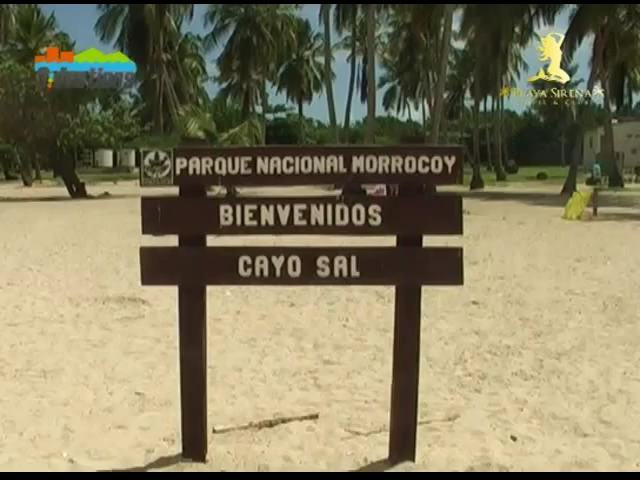 PARQUE NACIONAL MORROCOY
BIENVENIDOS
CAYO SAL
PLAYA SIRENA'S